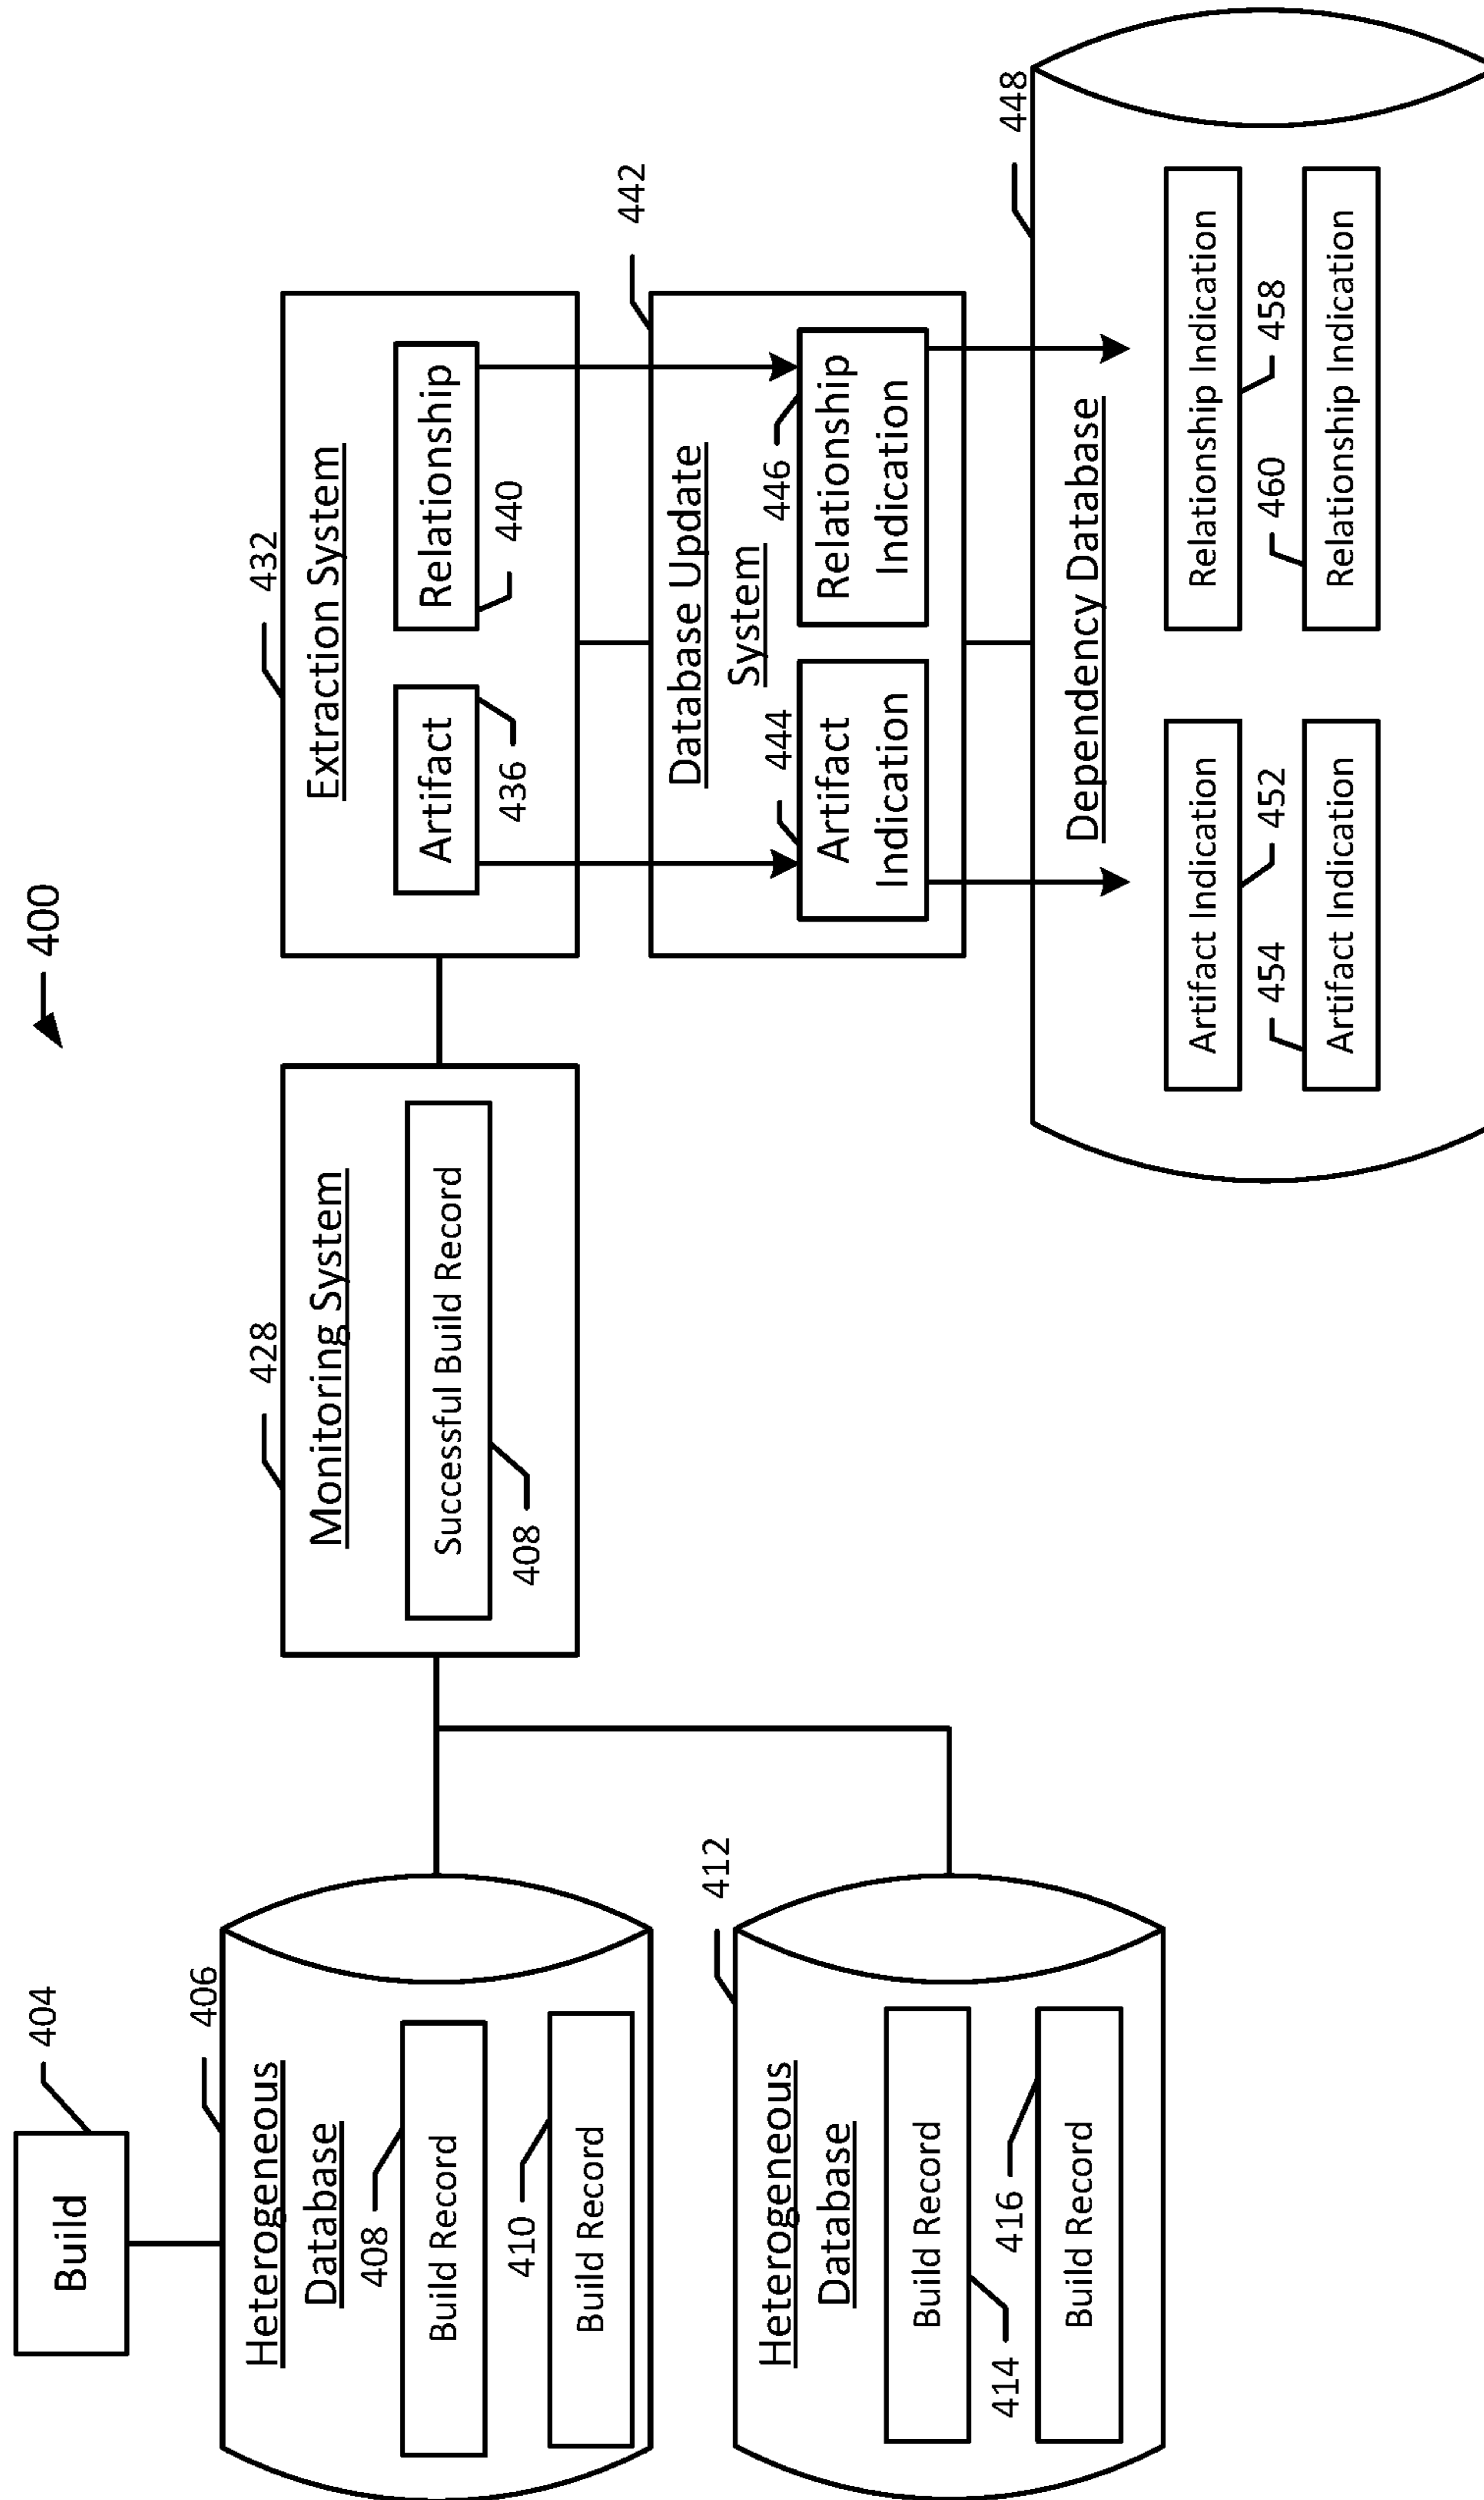 400
Build
404
406
Heterogeneous
Database
408
Build Record
410
Build Record
412
Heterogeneous
Database
Build Record
414
416
Build Record
428
Monitoring System
Successful Build Record
408
432
Extraction System
Artifact
436
Relationship
440
442
Database Update
System
444
Artifact
Indication
446
Relationship
Indication
448
Dependency Database
Artifact Indication
452
454
Artifact Indication
Relationship Indication
458
460
Relationship Indication